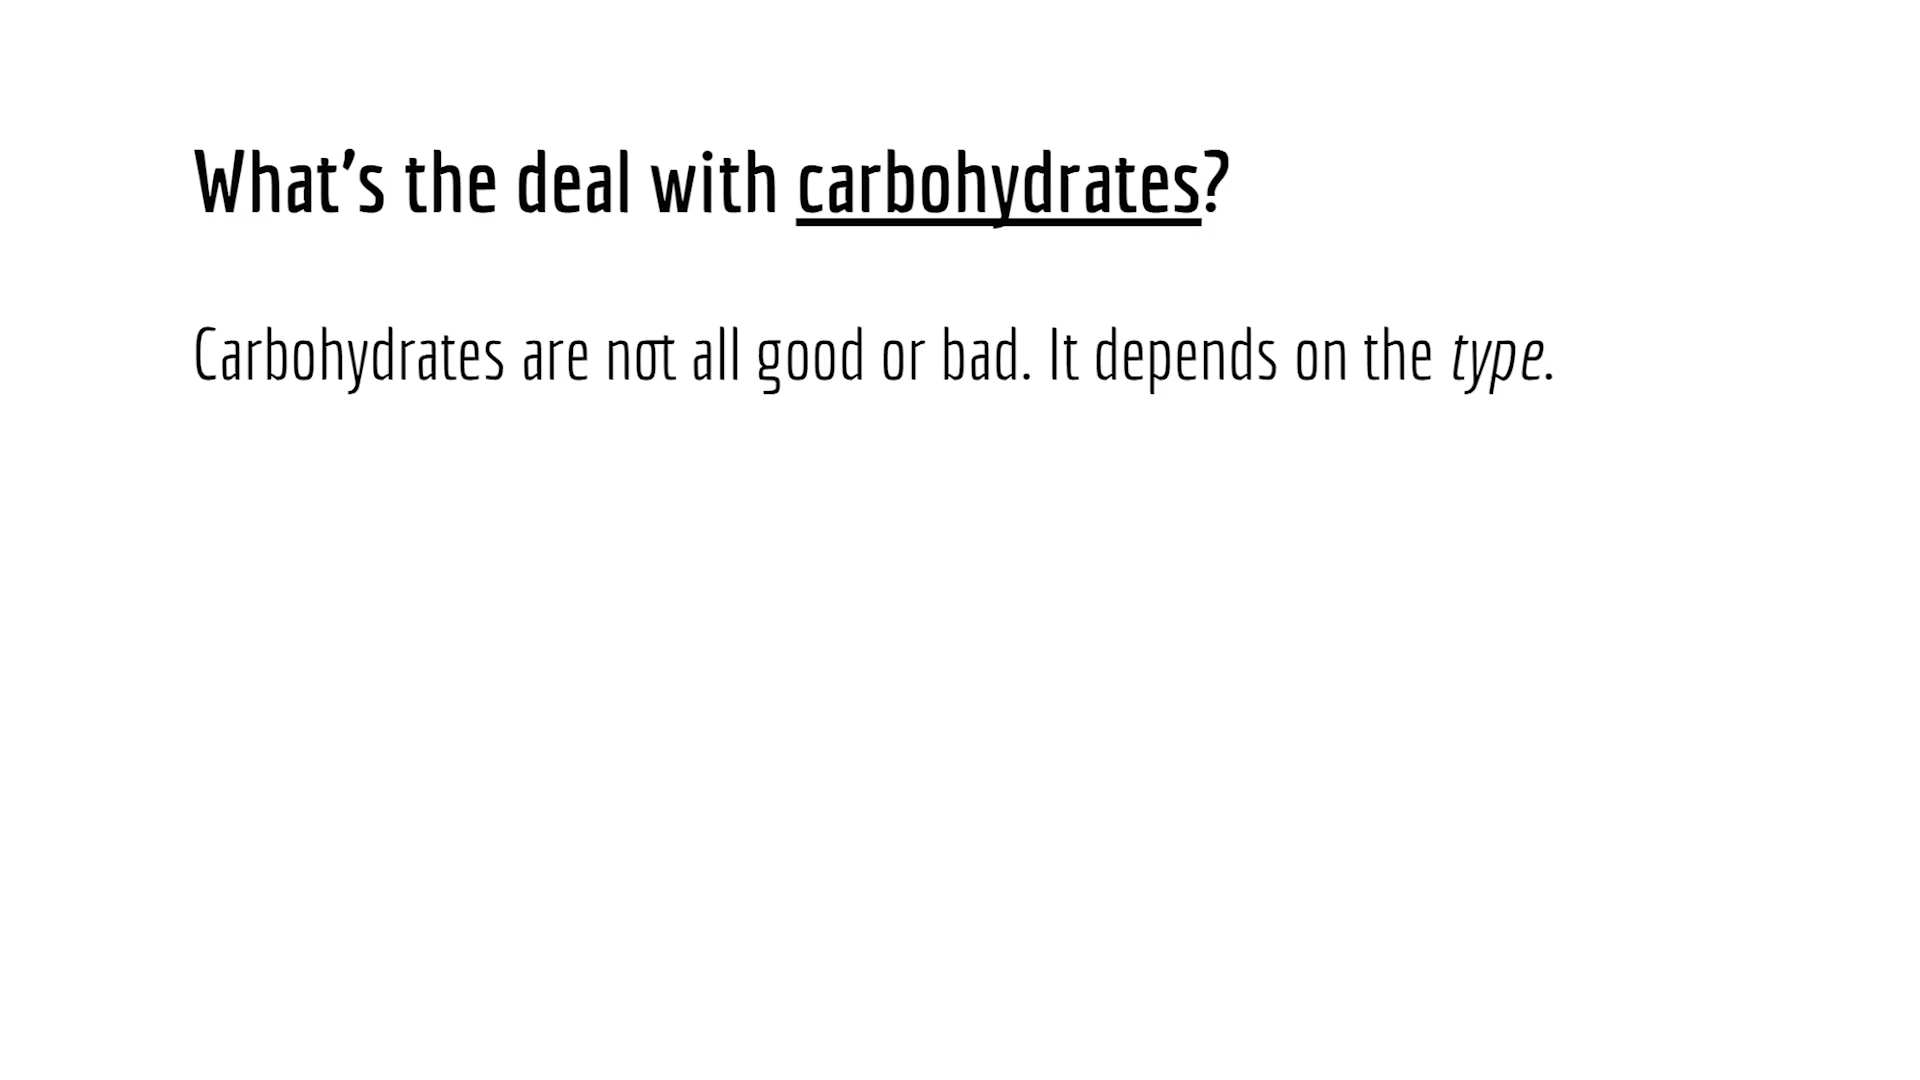 What’s the deal with carbohydrates?
Carbohydrates are not all good or bad. It depends on the type.